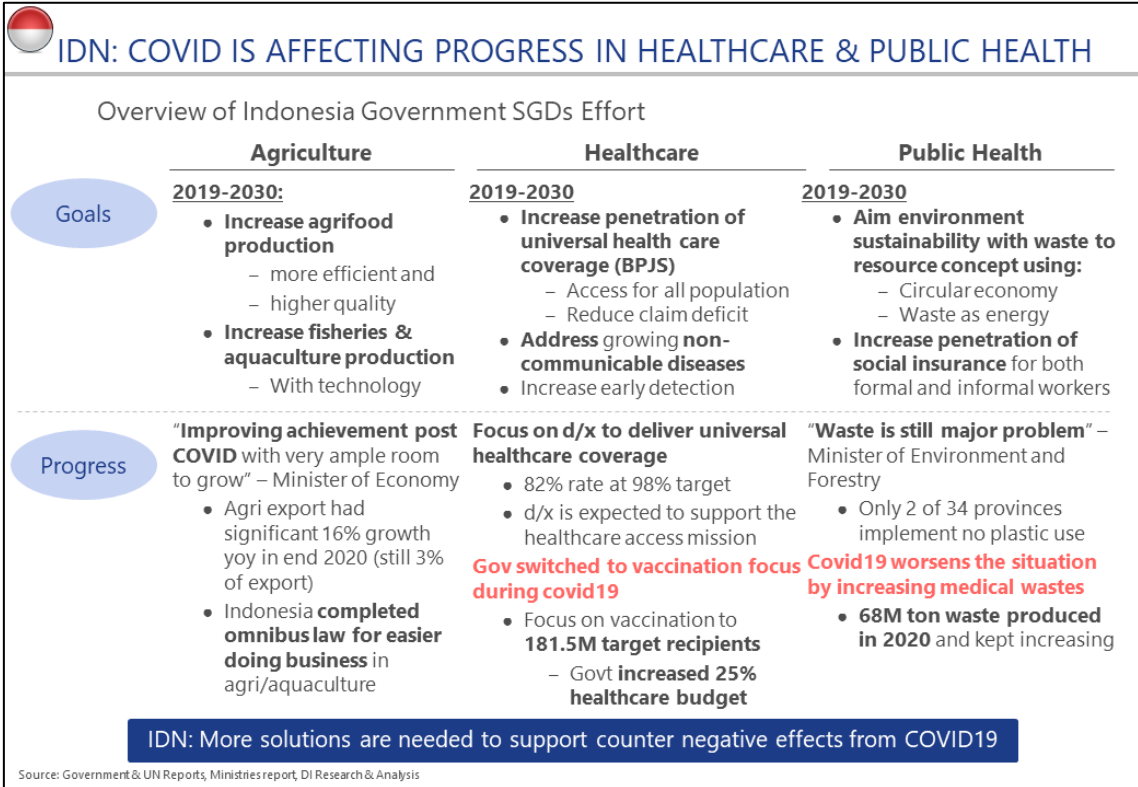 IDN: COVID IS AFFECTING PROGRESS IN HEALTHCARE & PUBLIC HEALTH
Overview of Indonesia Government SGDs Effort
Agriculture
Healthcare
Public Health
Goals
2019-2030:
• Increase agrifood
production
– more efficient and
– higher quality
• Increase fisheries &
aquaculture production
– With technology
2019-2030
• Increase penetration of
universal health care
coverage (BPJS)
– Access for all population
– Reduce claim deficit
• Address growing non-
communicable diseases
• Increase early detection
2019-2030
• Aim environment
sustainability with waste to
resource concept using:
– Circular economy
– Waste as energy
• Increase penetration of
social insurance for both
formal and informal workers
Progress
"Improving achievement post
COVID with very ample room
to grow" – Minister of Economy
• Agri export had
significant 16% growth
yoy in end 2020 (still 3%
of export)
• Indonesia completed
omnibus law for easier
doing business in
agri/aquaculture
Focus on d/x to deliver universal
healthcare coverage
• 82% rate at 98% target
• d/x is expected to support the
healthcare access mission
Gov switched to vaccination focus
during covid19
• Focus on vaccination to
181.5M target recipients
– Govt increased 25%
healthcare budget
"Waste is still major problem" –
Minister of Environment and
Forestry
• Only 2 of 34 provinces
implement no plastic use
Covid19 worsens the situation
by increasing medical wastes
• 68M ton waste produced
in 2020 and kept increasing
IDN: More solutions are needed to support counter negative effects from COVID19
Source: Government & UN Reports, Ministries report, DI Research & Analysis